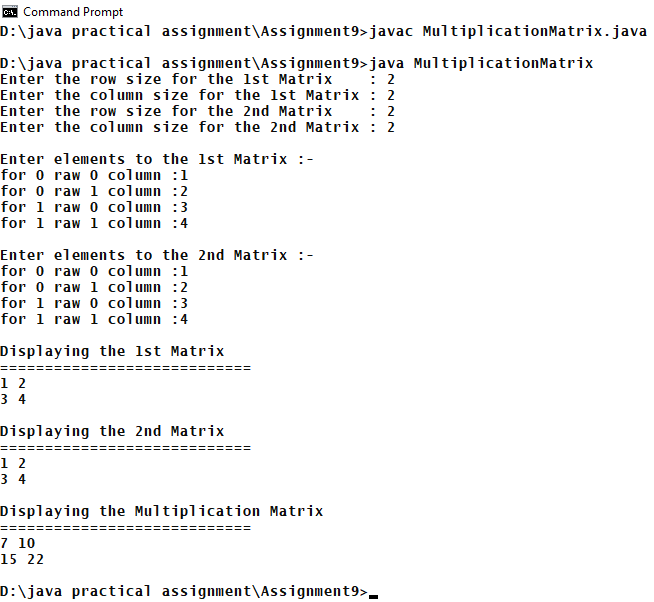 Command Prompt
D:\java practical assignment\Assignment9>javac MultiplicationMatrix.java
D:\java practical assignment\Assignment9>java MultiplicationMatrix
Enter the row size for the 1st Matrix    : 2
Enter the column size for the 1st Matrix : 2
Enter the row size for the 2nd Matrix    : 2
Enter the column size for the 2nd Matrix : 2
Enter elements to the 1st Matrix :-
for 0 raw 0 column :1
for 0 raw 1 column :2
for 1 raw 0 column :3
for 1 raw 1 column :4
Enter elements to the 2nd Matrix :-
for 0 raw 0 column :1
for 0 raw 1 column :2
for 1 raw 0 column :3
for 1 raw 1 column :4
Displaying the 1st Matrix
============================
1 2
3 4
Displaying the 2nd Matrix
============================
1 2
3 4
Displaying the Multiplication Matrix
============================
7 10
15 22
D:\java practical assignment\Assignment9>